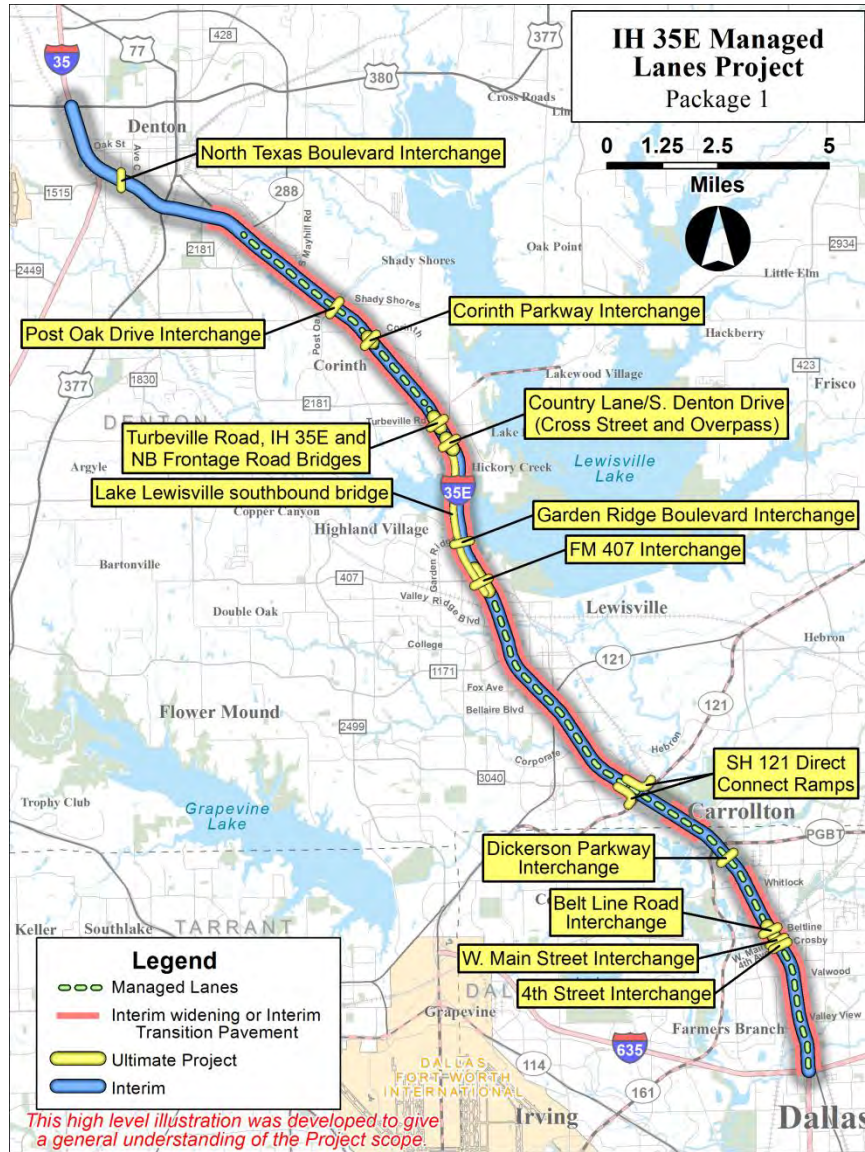 IH 35E Managed
Lanes Project
Package 1
0 1.25 2.5 5
Miles
35
77
428
377
380
Cross Roads
Denton
Oak St
Ave C
North Texas Boulevard Interchange
1515
288
2181
S Mayhill Rd
2449
Oak Point
2934
Shady Shores
Little Elm
Shady Shores
Corinth
Corinth Parkway Interchange
Post Oak Drive Interchange
Post Oak
Hackberry
Corinth
377
1830
Lakewood Village
423
Frisco
2181
DENTON
Turbeville Road, IH 35E and
NB Frontage Road Bridges
Turbeville
Country Lane/S. Denton Drive
(Cross Street and Overpass)
Lake
Argyle
Hickory Creek
Lewisville
Lake
Lake Lewisville southbound bridge
35E
Copper Canyon
Highland Village
Garden Ridge Boulevard Interchange
Garden Ridge
FM 407 Interchange
Bartonville
407
Valley Ridge Blvd
Double Oak
Lewisville
College
Hebron
121
1171
Fox Ave
121
Flower Mound
Bellaire Blvd
2499
Hebron
Corporate
3040
SH 121 Direct
Connect Ramps
Trophy Club
Grapevine
Lake
Carrollton
PGBT
Dickerson Parkway
Interchange
Whitlock
Belt Line Road
Interchange
Beltline
Crosby
Keller
Southlake
TARRANT
W. Main
4th Ave
W. Main Street Interchange
Valwood
4th Street Interchange
Grapevine
Valley View
Farmers Branch
635
DALLAS
FORT WORTH
INTERNATIONAL
114
161
Irving
Dallas
Legend
Managed Lanes
Interim widening or Interim
Transition Pavement
Ultimate Project
Interim
This high level illustration was developed to give
a general understanding of the Project scope.